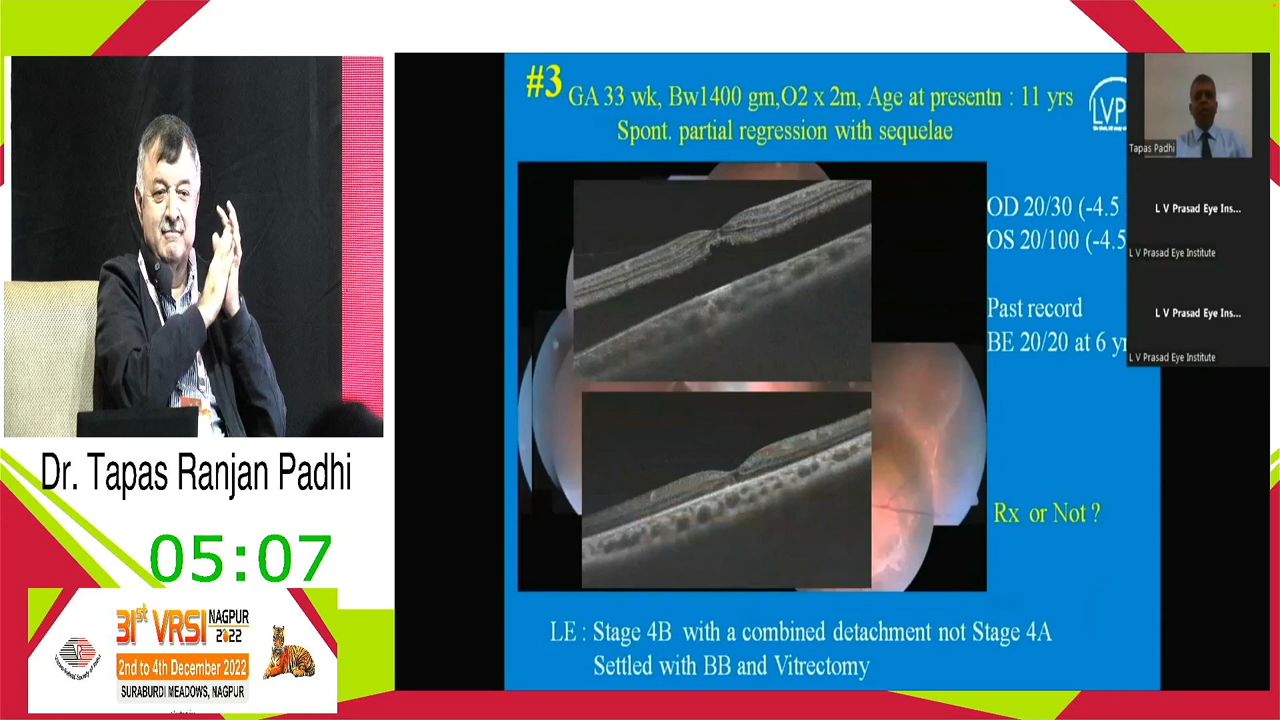 #3
GA 33 wk, Bw1400 gm,O2 x 2m, Age at presentn : 11 yrs
Spont. partial regression with sequelae
LVP
Tapas Padhi
OD 20/30 (-4.5
OS 20/100 (-4.5
L V Prasad Eye Ins...
L V Prasad Eye Institute
L V Prasad Eye Ins...
L V Prasad Eye Institute
Past record
BE 20/20 at 6 yr
Rx or Not ?
LE : Stage 4B with a combined detachment not Stage 4A
Settled with BB and Vitrectomy
Dr. Tapas Ranjan Padhi
05:07
31st VRSI NAGPUR 2022
2nd to 4th December 2022
SURABURDI MEADOWS, NAGPUR